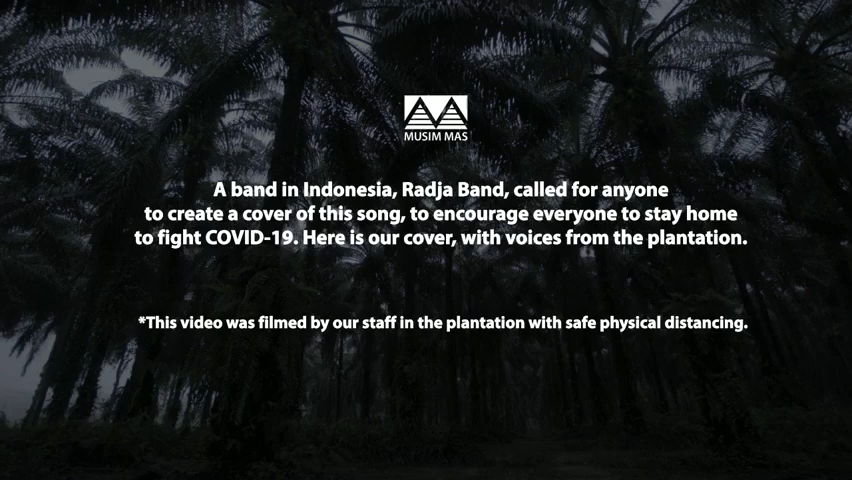 MUSIM MAS
A band in Indonesia, Radja Band, called for anyone
to create a cover of this song, to encourage everyone to stay home
to fight COVID-19. Here is our cover, with voices from the plantation.
*This video was filmed by our staff in the plantation with safe physical distancing.